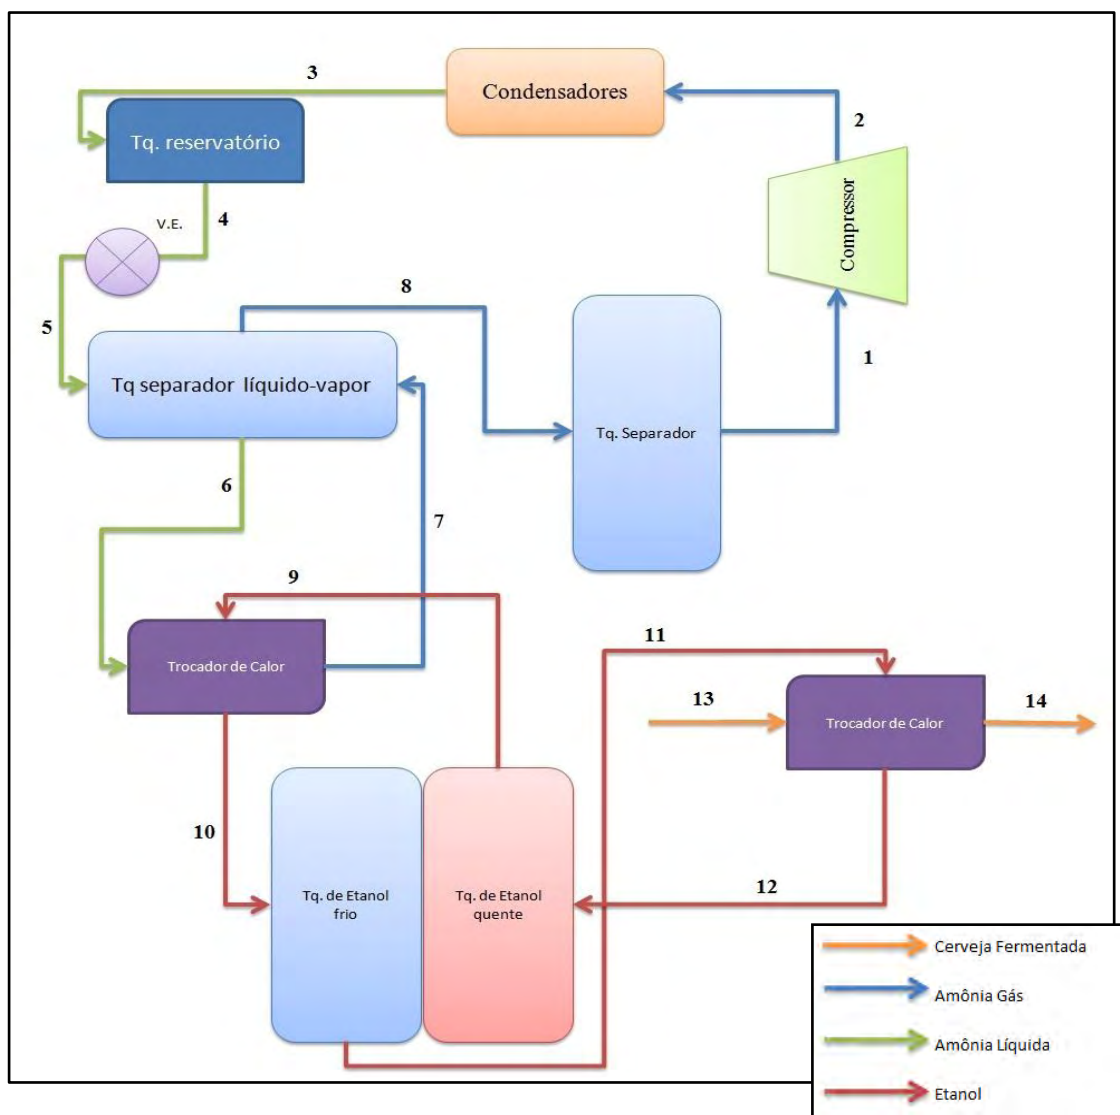 3
Condensadores
2
Tq. reservatório
Compressor
V.E.
4
8
5
1
Tq separador líquido-vapor
Tq. Separador
6
7
9
11
Trocador de Calor
13
14
Trocador de Calor
10
12
Tq. de Etanol
frio
Tq. de Etanol
quente
Cerveja Fermentada
Amônia Gás
Amônia Líquida
Etanol